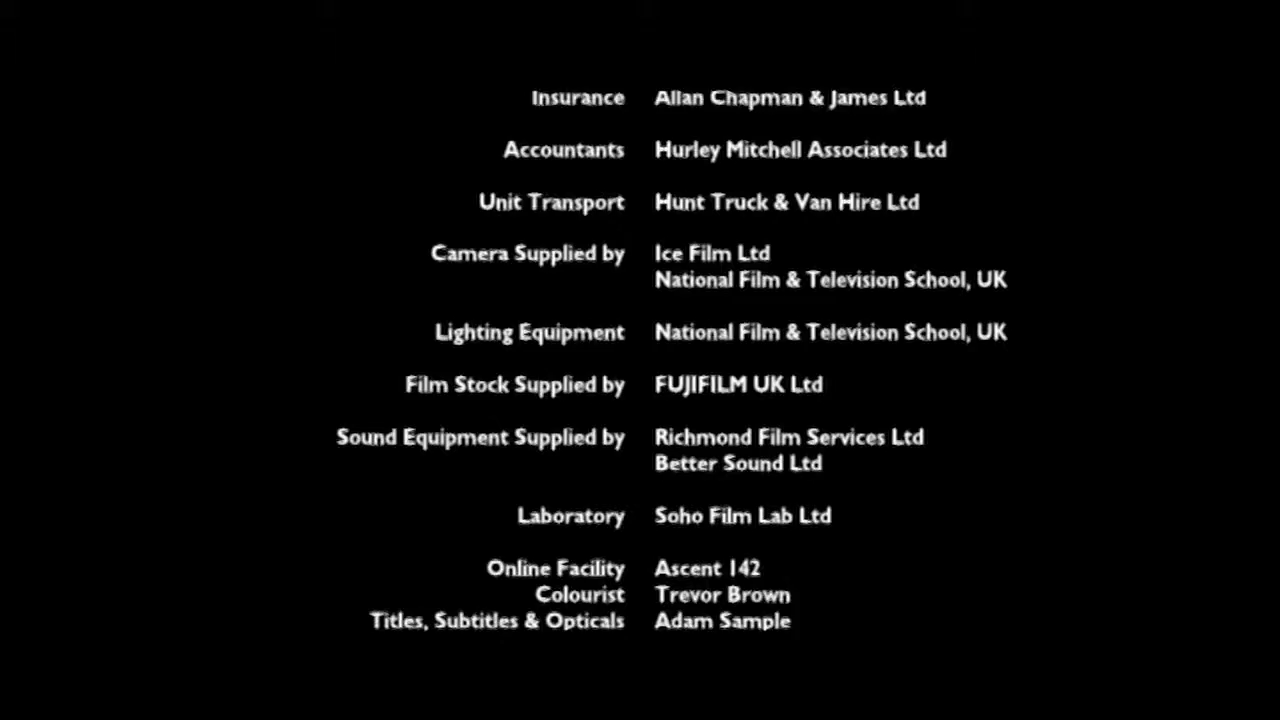 Insurance Allan Chapman & James Ltd
Accountants Hurley Mitchell Associates Ltd
Unit Transport Hunt Truck & Van Hire Ltd
Camera Supplied by Ice Film Ltd
National Film & Television School, UK
Lighting Equipment National Film & Television School, UK
Film Stock Supplied by FUJIFILM UK Ltd
Sound Equipment Supplied by Richmond Film Services Ltd
Better Sound Ltd
Laboratory Soho Film Lab Ltd
Online Facility Ascent 142
Colourist Trevor Brown
Titles, Subtitles & Opticals Adam Sample